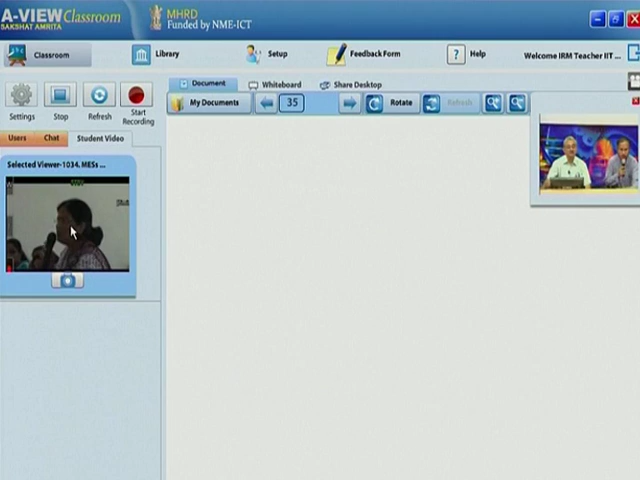 A-VIEW Classroom
SAKSHAT AMRITA
MHRD
Funded by NME-ICT
Classroom
Library
Setup
Feedback Form
? Help
Welcome IRM Teacher IIT ...
Settings
Stop
Refresh
Start Recording
Document
Whiteboard
Share Desktop
My Documents
35
Rotate
Refresh
Users
Chat
Student Video
Selected Viewer-1034. MESs ...